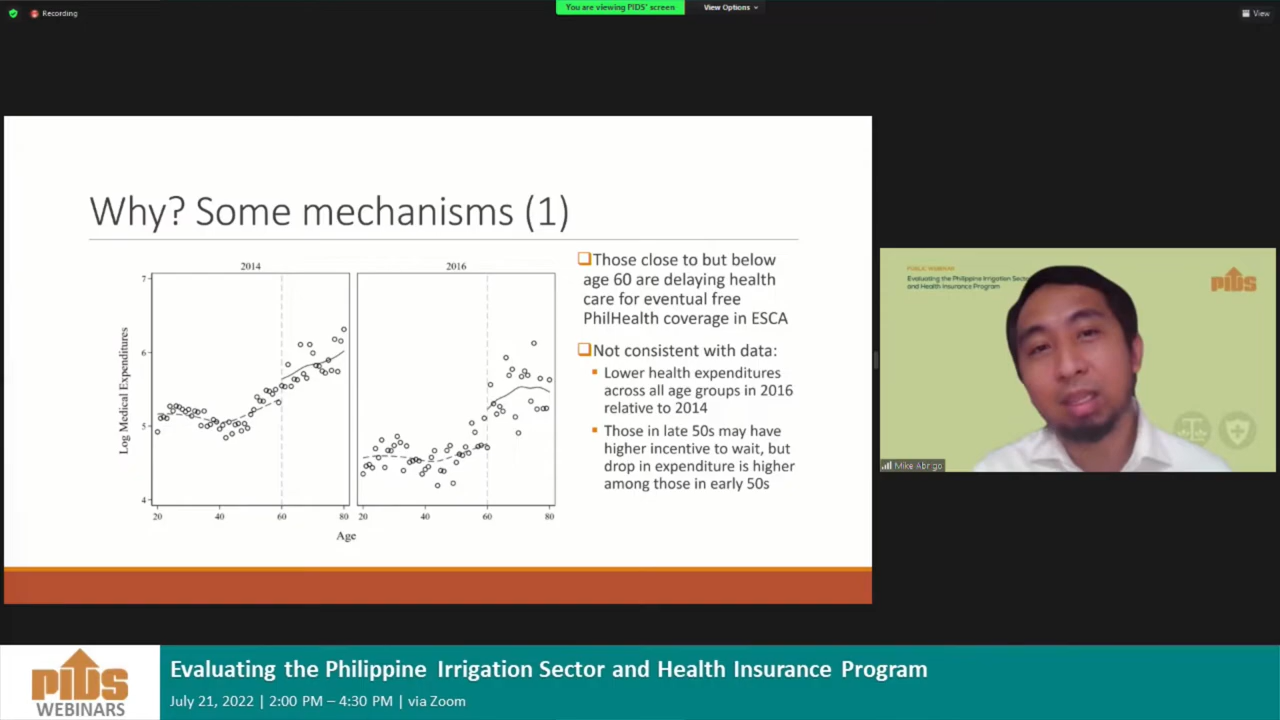 Recording
You are viewing PIDS' screen
View Options
View
Why? Some mechanisms (1)
2014
2016
7
6
5
4
Log Medical Expenditures
20
40
60
80
20
40
60
80
Age
Those close to but below
age 60 are delaying health
care for eventual free
PhilHealth coverage in ESCA
Not consistent with data:
Lower health expenditures
across all age groups in 2016
relative to 2014
Those in late 50s may have
higher incentive to wait, but
drop in expenditure is higher
among those in early 50s
PUBLIC WEBINAR
Evaluating the Philippine Irrigation Sector
and Health Insurance Program
PIDS
Mike Abrigo
PIDS
WEBINARS
Evaluating the Philippine Irrigation Sector and Health Insurance Program
July 21, 2022 | 2:00 PM – 4:30 PM | via Zoom